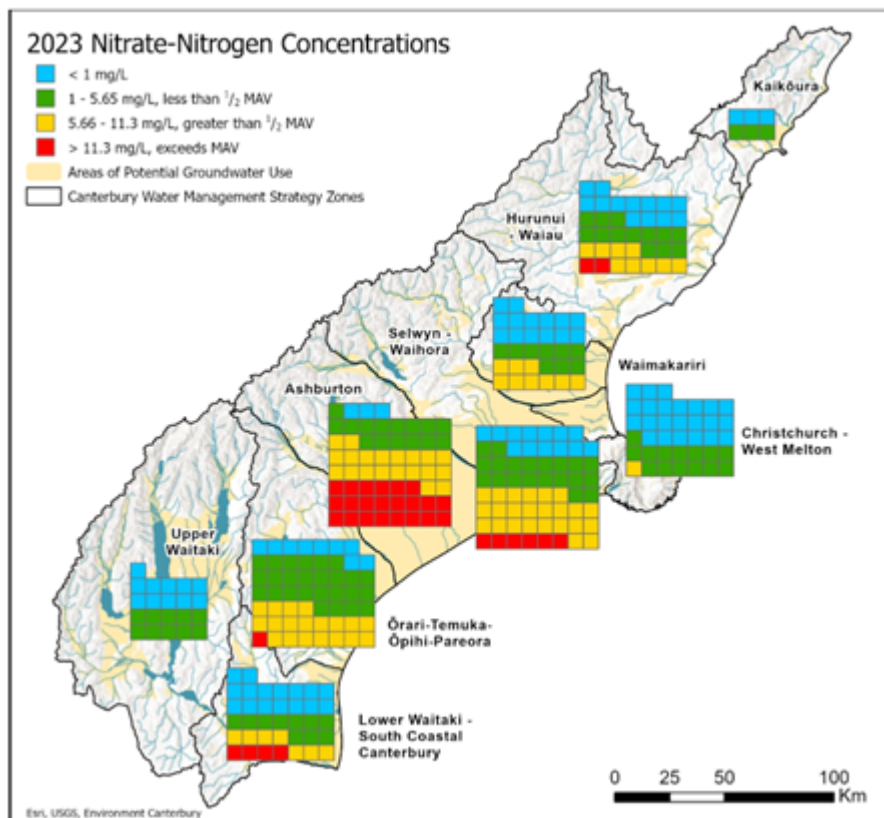 2023 Nitrate-Nitrogen Concentrations
< 1 mg/L
1 - 5.65 mg/L, less than 1/2 MAV
5.66 - 11.3 mg/L, greater than 1/2 MAV
> 11.3 mg/L, exceeds MAV
Areas of Potential Groundwater Use
Canterbury Water Management Strategy Zones
Kaikōura
Hurunui
- Waiau
Selwyn -
Waihora
Waimakariri
Ashburton
Christchurch -
West Melton
Upper
Waitaki
Ōrari-Temuka-
Ōpihi-Pareora
Lower Waitaki -
South Coastal
Canterbury
0 25 50 100
Km
Esri, USGS, Environment Canterbury